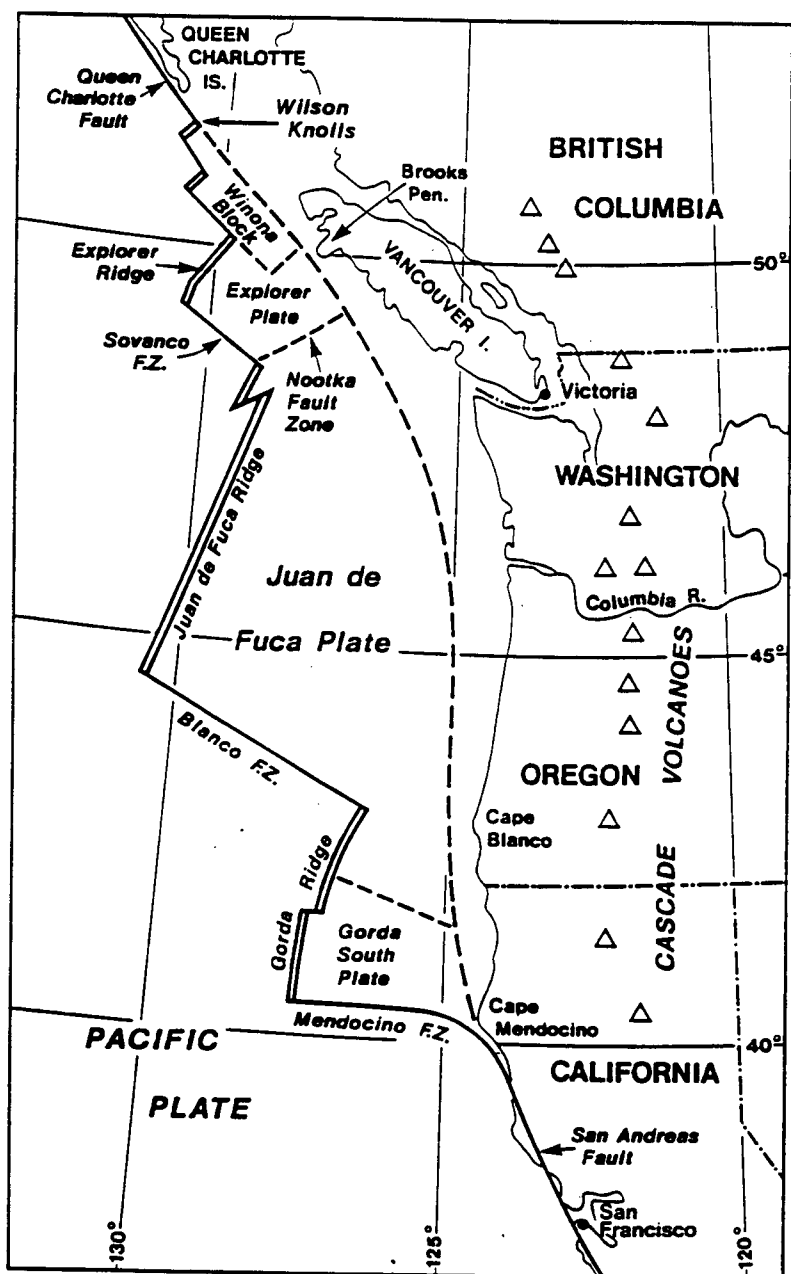 QUEEN
CHARLOTTE
IS.
Queen
Charlotte
Fault
Wilson
Knolls
BRITISH
COLUMBIA
Brooks
Pen.
Winona
Block
VANCOUVER I.
50°
Explorer
Ridge
Explorer
Plate
Sovanco
F.Z.
Nootka
Fault
Zone
Victoria
WASHINGTON
Juan de Fuca Ridge
Juan de
Fuca Plate
Columbia R.
45°
Blanco F.Z.
OREGON
CASCADE VOLCANOES
Cape
Blanco
Gorda Ridge
Gorda
South
Plate
Cape
Mendocino
Mendocino F.Z.
40°
PACIFIC
PLATE
CALIFORNIA
San Andreas
Fault
San
Francisco
-130°
-125°
-120°